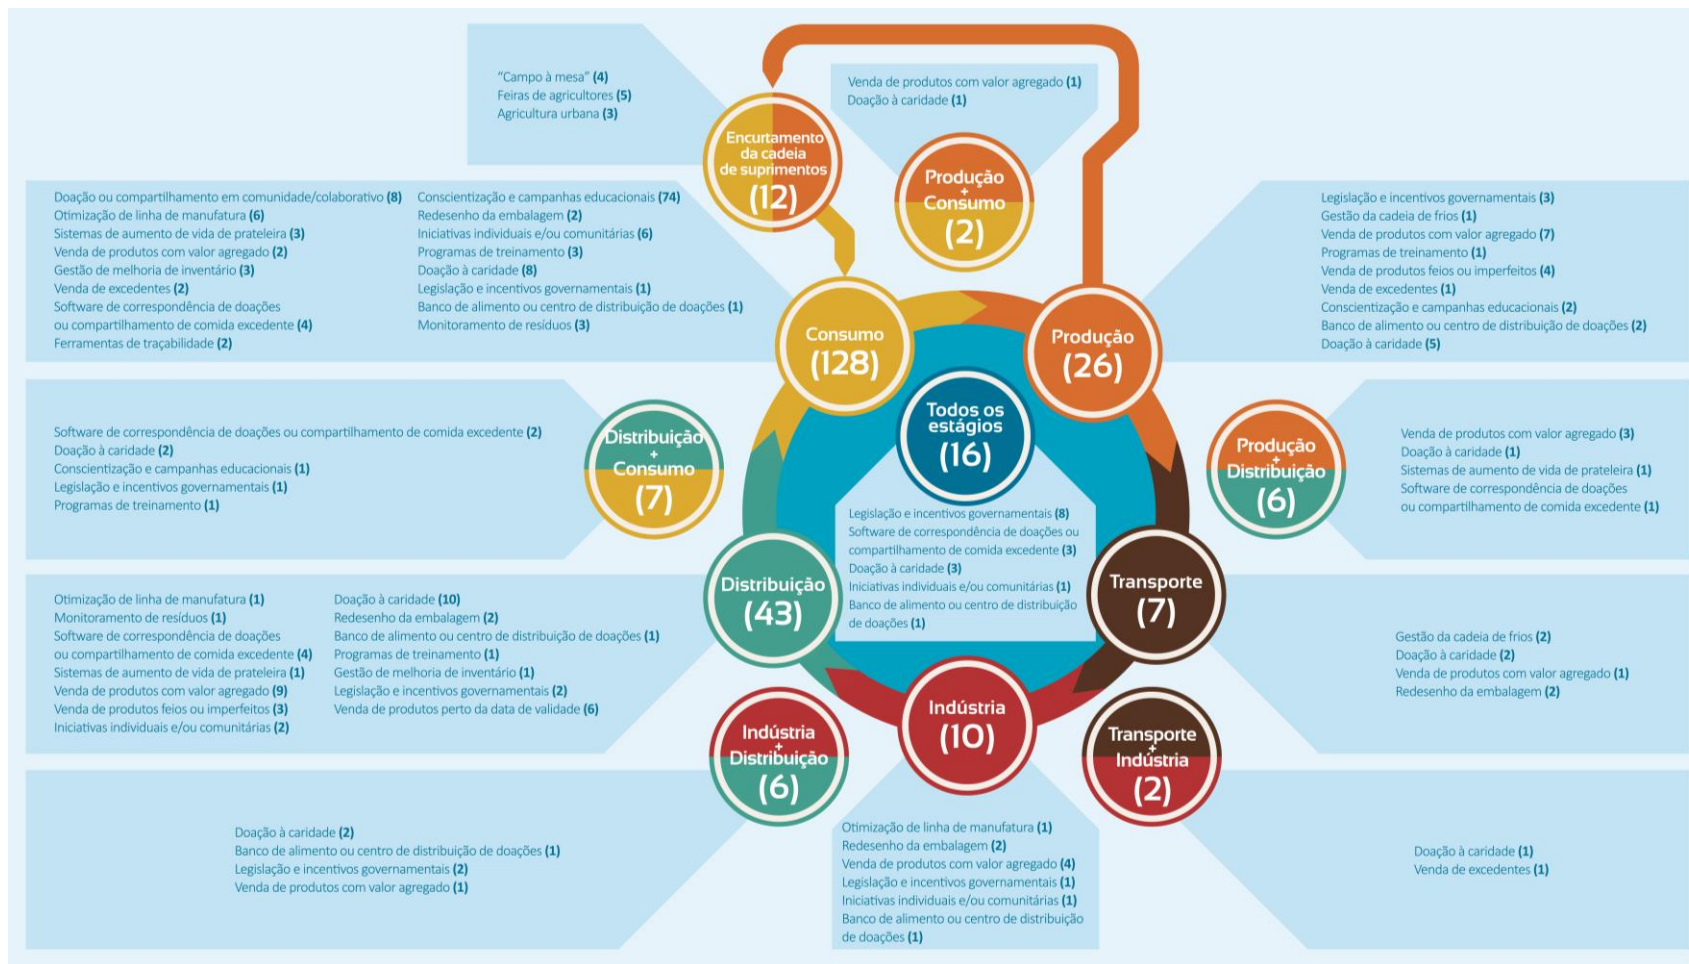 "Campo à mesa" (4)
Feiras de agricultores (5)
Agricultura urbana (3)
Encurtamento
da cadeia
de suprimentos
(12)
Venda de produtos com valor agregado (1)
Doação à caridade (1)
Produção
+
Consumo
(2)
Doação ou compartilhamento em comunidade/colaborativo (8)
Otimização de linha de manufatura (6)
Sistemas de aumento de vida de prateleira (3)
Venda de produtos com valor agregado (2)
Gestão de melhoria de inventário (3)
Venda de excedentes (2)
Software de correspondência de doações
ou compartilhamento de comida excedente (4)
Ferramentas de traçabilidade (2)
Conscientização e campanhas educacionais (74)
Redesenho da embalagem (2)
Iniciativas individuais e/ou comunitárias (6)
Programas de treinamento (3)
Doação à caridade (8)
Legislação e incentivos governamentais (1)
Banco de alimento ou centro de distribuição de doações (1)
Monitoramento de resíduos (3)
Consumo
(128)
Produção
(26)
Legislação e incentivos governamentais (3)
Gestão da cadeia de frios (1)
Venda de produtos com valor agregado (7)
Programas de treinamento (1)
Venda de produtos feios ou imperfeitos (4)
Venda de excedentes (1)
Conscientização e campanhas educacionais (2)
Banco de alimento ou centro de distribuição de doações (2)
Doação à caridade (5)
Software de correspondência de doações ou compartilhamento de comida excedente (2)
Doação à caridade (2)
Conscientização e campanhas educacionais (1)
Legislação e incentivos governamentais (1)
Programas de treinamento (1)
Distribuição
+
Consumo
(7)
Todos os
estágios
(16)
Legislação e incentivos governamentais (8)
Software de correspondência de doações ou
compartilhamento de comida excedente (3)
Doação à caridade (3)
Iniciativas individuais e/ou comunitárias (1)
Banco de alimento ou centro de distribuição
de doações (1)
Produção
+
Distribuição
(6)
Venda de produtos com valor agregado (3)
Doação à caridade (1)
Sistemas de aumento de vida de prateleira (1)
Software de correspondência de doações
ou compartilhamento de comida excedente (1)
Otimização de linha de manufatura (1)
Monitoramento de resíduos (1)
Software de correspondência de doações
ou compartilhamento de comida excedente (4)
Sistemas de aumento de vida de prateleira (1)
Venda de produtos com valor agregado (9)
Venda de produtos feios ou imperfeitos (3)
Iniciativas individuais e/ou comunitárias (2)
Doação à caridade (10)
Redesenho da embalagem (2)
Banco de alimento ou centro de distribuição de doações (1)
Programas de treinamento (1)
Gestão de melhoria de inventário (1)
Legislação e incentivos governamentais (2)
Venda de produtos perto da data de validade (6)
Distribuição
(43)
Transporte
(7)
Gestão da cadeia de frios (2)
Doação à caridade (2)
Venda de produtos com valor agregado (1)
Redesenho da embalagem (2)
Indústria
+
Distribuição
(6)
Indústria
(10)
Transporte
+
Indústria
(2)
Doação à caridade (2)
Banco de alimento ou centro de distribuição de doações (1)
Legislação e incentivos governamentais (2)
Venda de produtos com valor agregado (1)
Otimização de linha de manufatura (1)
Redesenho da embalagem (2)
Venda de produtos com valor agregado (4)
Legislação e incentivos governamentais (1)
Iniciativas individuais e/ou comunitárias (1)
Banco de alimento ou centro de distribuição
de doações (1)
Doação à caridade (1)
Venda de excedentes (1)